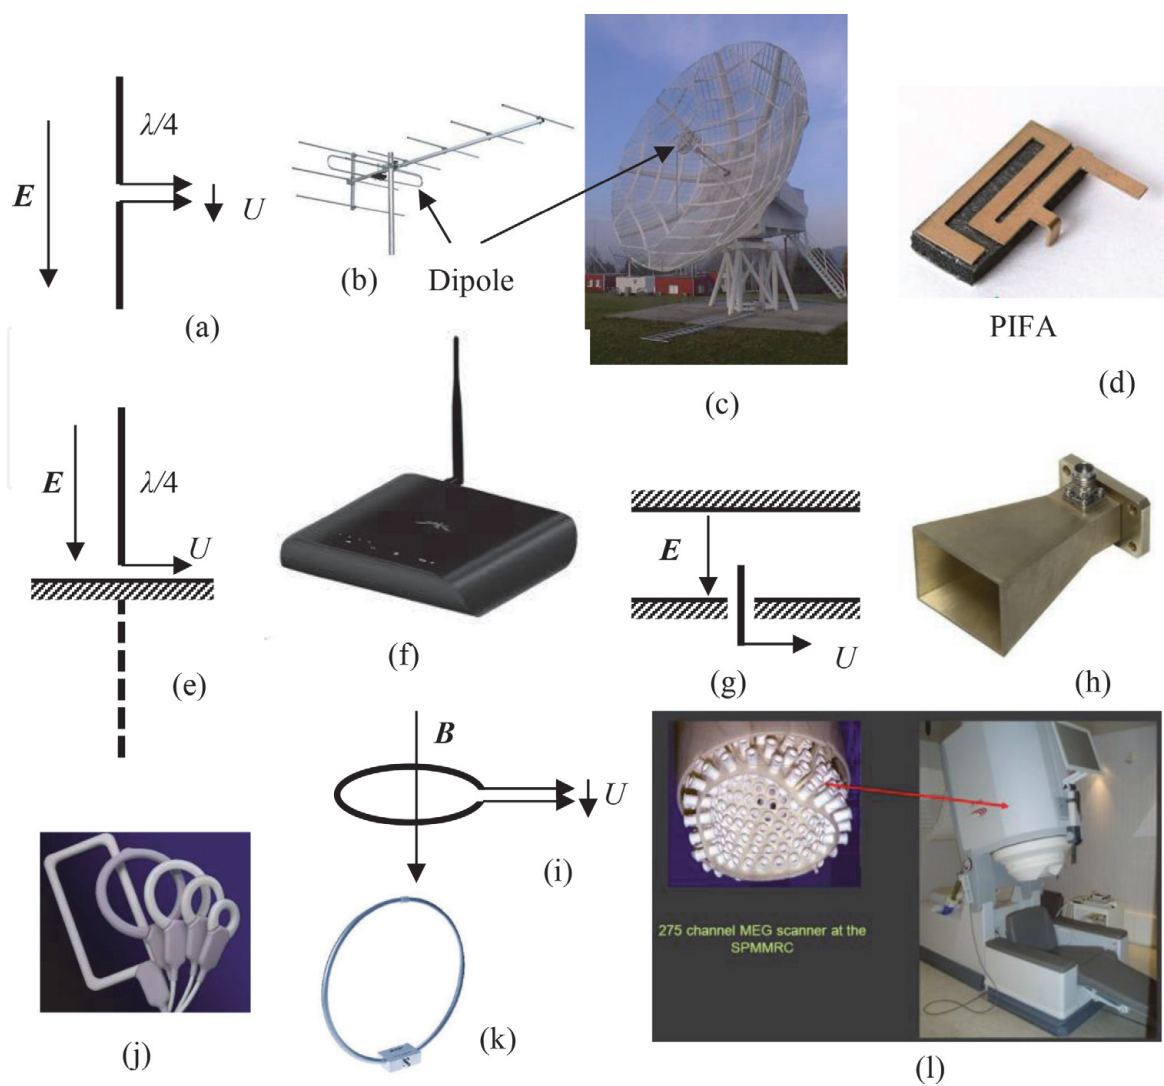 λ/4
E
U
(a)
(b)
Dipole
(c)
PIFA
(d)
λ/4
E
U
(e)
(f)
E
U
(g)
(h)
B
U
(i)
(j)
(k)
S
275 channel MEG scanner at the
SPMMRC
(l)